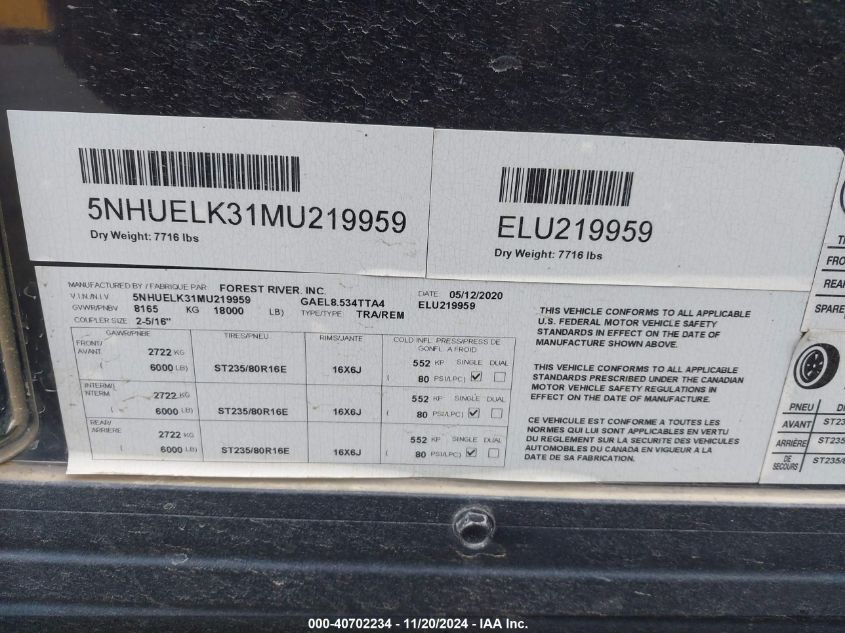 5NHUELK31MU219959
Dry Weight: 7716 lbs
ELU219959
Dry Weight: 7716 lbs
MANUFACTURED BY / FABRIQUE PAR FOREST RIVER, INC.
V.I.N./N.I.V. 5NHUELK31MU219959 GAEL8.534TTA4 DATE 05/12/2020
GVWR/PNBV 8165 KG 18000 LB) TYPE/TYPE TRA/REM ELU219959
COUPLER SIZE 2-5/16"
GAWR/PNBE TIRES/PNEU RIMS/JANTE COLD INFL. PRESS/PRESS DE GONFL. A FROID
FRONT/ AVANT 2722 KG 552 KP SINGLE DUAL
( 6000 LB) ST235/80R16E 16X6J ( 80 PSI/LPC)
INTERM/ INTERM 2722 KG 552 KP SINGLE DUAL
( 6000 LB) ST235/80R16E 16X6J ( 80 PSI/LPC)
REAR/ ARRIERE 2722 KG 552 KP SINGLE DUAL
( 6000 LB) ST235/80R16E 16X6J ( 80 PSI/LPC)
THIS VEHICLE CONFORMS TO ALL APPLICABLE
U.S. FEDERAL MOTOR VEHICLE SAFETY
STANDARDS IN EFFECT ON THE DATE OF
MANUFACTURE SHOWN ABOVE.
THIS VEHICLE CONFORMS TO ALL APPLICABLE
STANDARDS PRESCRIBED UNDER THE CANADIAN
MOTOR VEHICLE SAFETY REGULATIONS IN
EFFECT ON THE DATE OF MANUFACTURE.
CE VEHICULE EST CONFORME A TOUTES LES
NORMES QUI SONT APPLICABLES EN VERTU
DU REGLEMENT SUR LA SECURITE DES VEHICULES
AUTOMOBILES DU CANADA EN VIGUEUR A LA
DATE DE SA FABRICATION.
FRO
REAR
SPARE
PNEU
AVANT ST23
ARRIÈRE ST235
DE SECOURS ST235/8
000-40702234 - 11/20/2024 - IAA Inc.